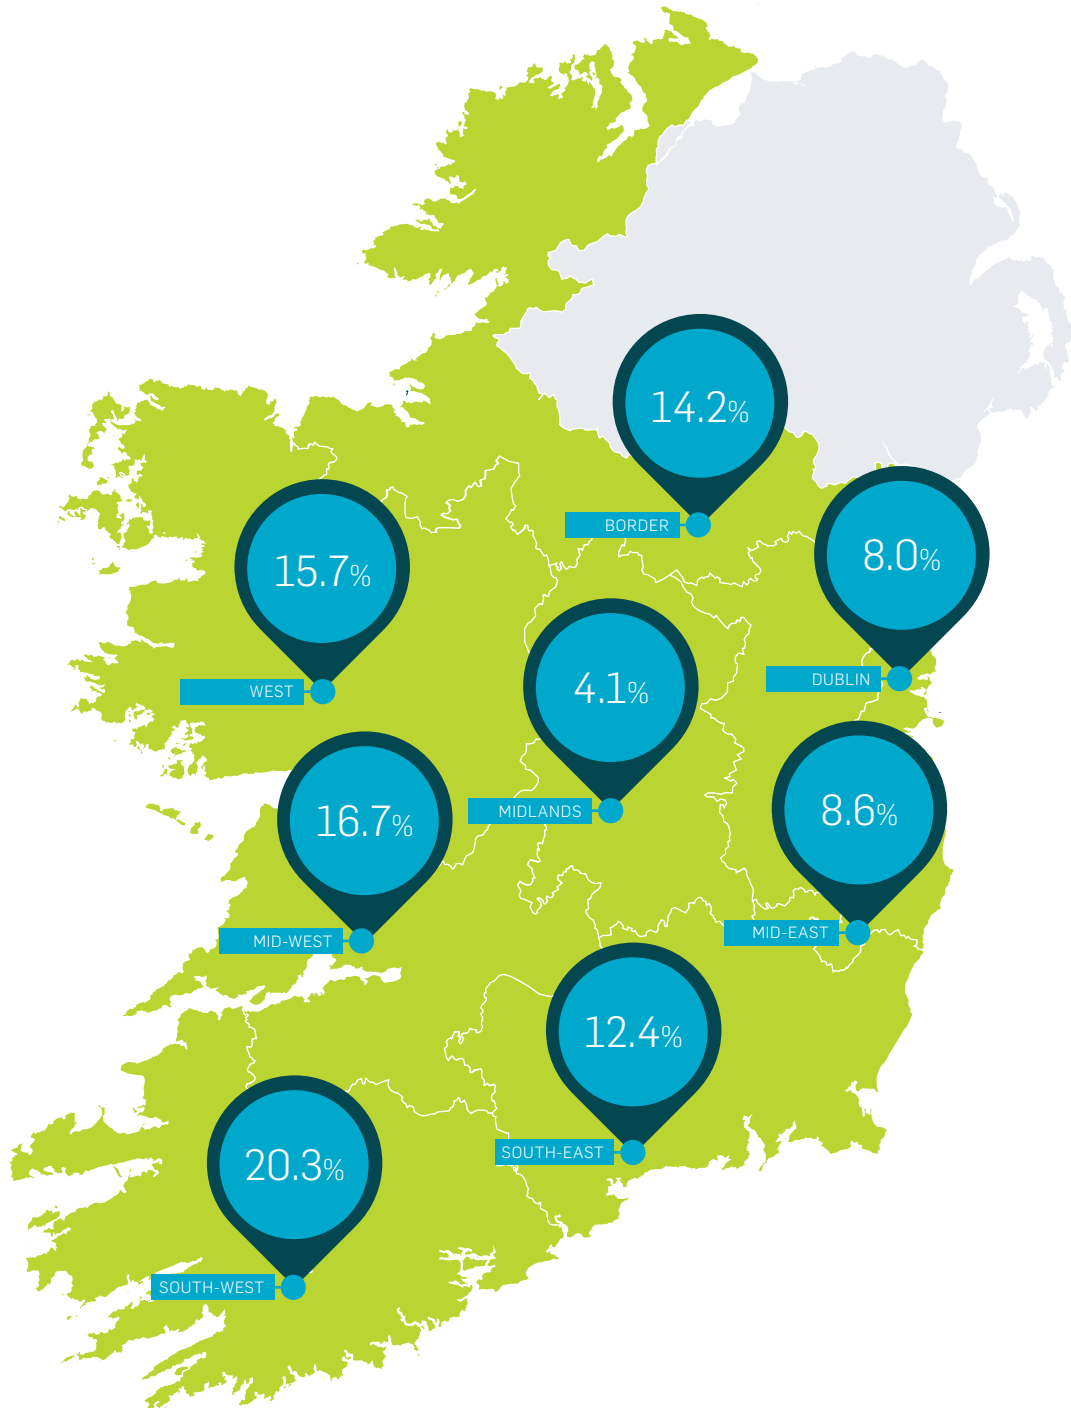 14.2%
BORDER
8.0%
DUBLIN
15.7%
WEST
4.1%
MIDLANDS
8.6%
MID-EAST
16.7%
MID-WEST
12.4%
SOUTH-EAST
20.3%
SOUTH-WEST